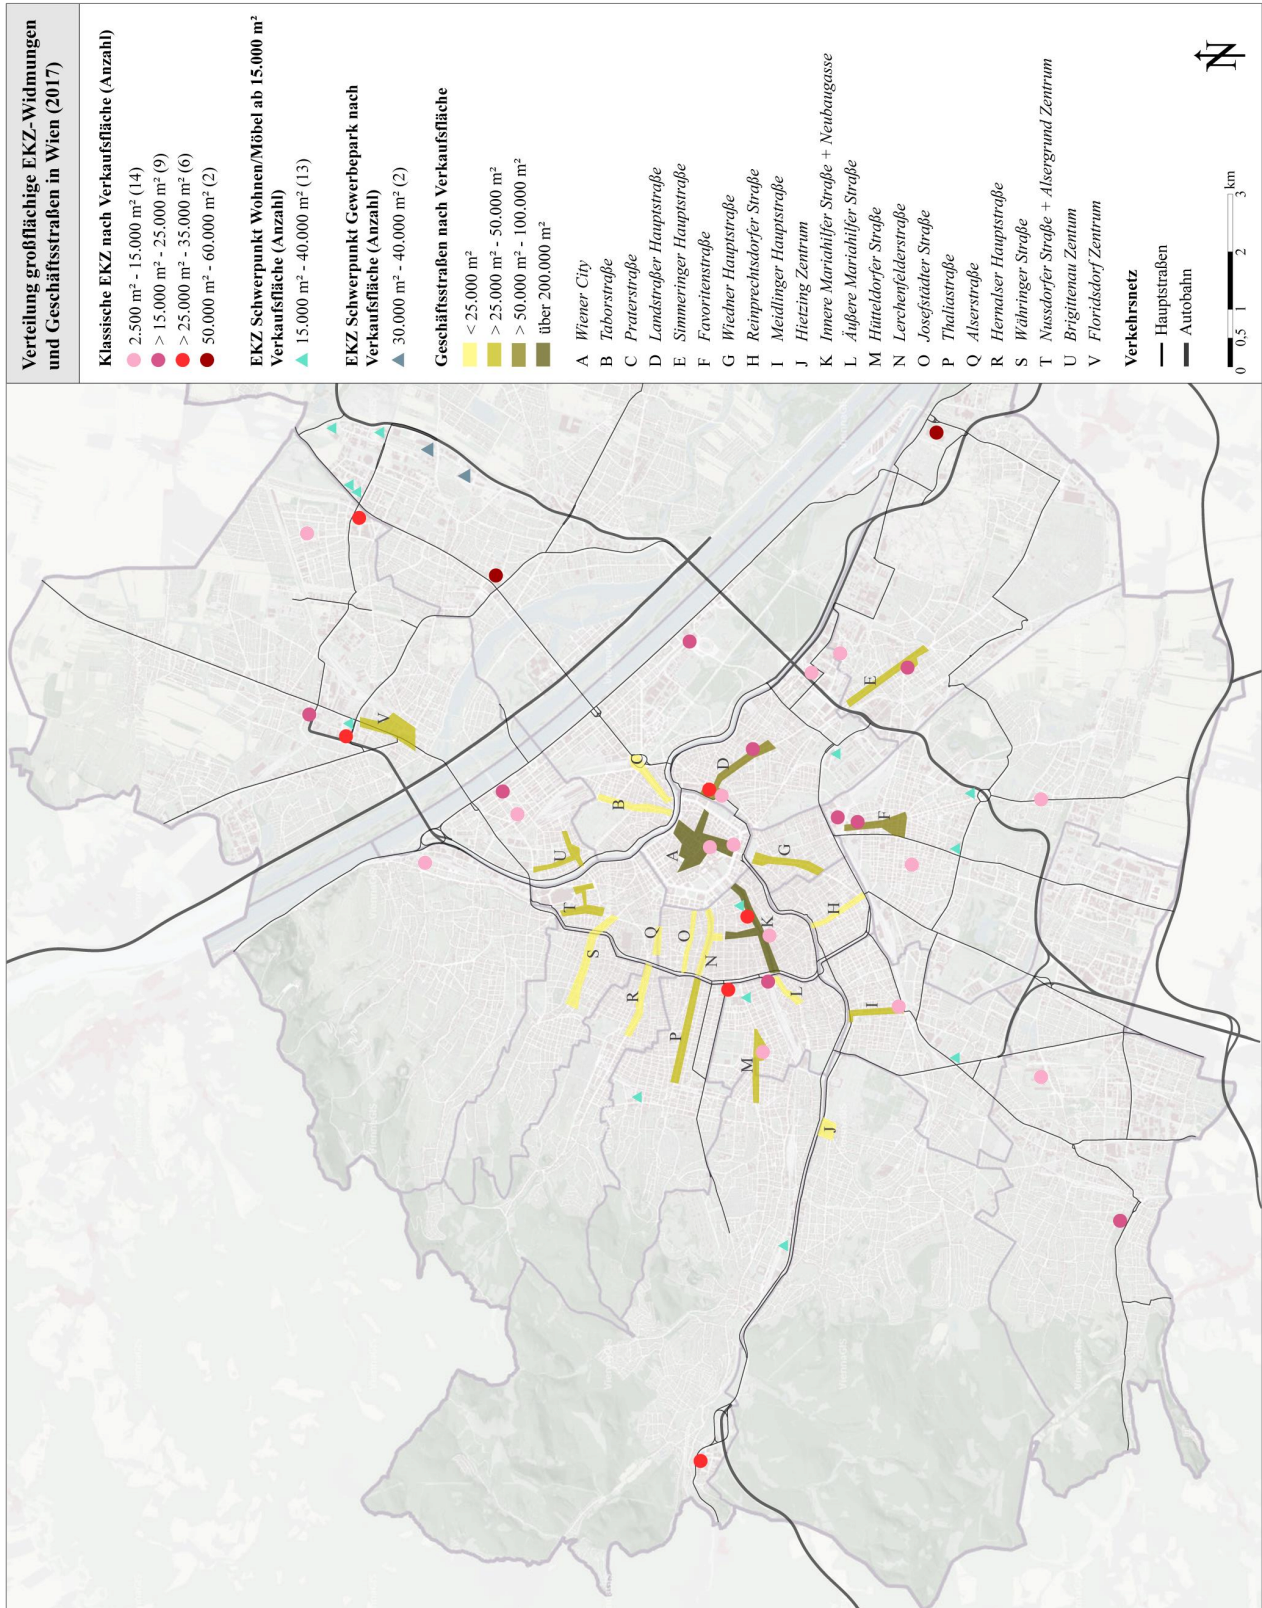 Verteilung großflächige EKZ-Widmungen
und Geschäftsstraßen in Wien (2017)
Klassische EKZ nach Verkaufsfläche (Anzahl)
2.500 m² - 15.000 m² (14)
> 15.000 m² - 25.000 m² (9)
> 25.000 m² - 35.000 m² (6)
50.000 m² - 60.000 m² (2)
EKZ Schwerpunkt Wohnen/Möbel ab 15.000 m²
Verkaufsfläche (Anzahl)
15.000 m² - 40.000 m² (13)
EKZ Schwerpunkt Gewerbepark nach
Verkaufsfläche (Anzahl)
30.000 m² - 40.000 m² (2)
Geschäftsstraßen nach Verkaufsfläche
< 25.000 m²
> 25.000 m² - 50.000 m²
> 50.000 m² - 100.000 m²
über 200.000 m²
A Wiener City
B Taborstraße
C Praterstraße
D Landstraßer Hauptstraße
E Simmeringer Hauptstraße
F Favoritenstraße
G Wiedner Hauptstraße
H Reinprechtsdorfer Straße
I Meidlinger Hauptstraße
J Hietzing Zentrum
K Innere Mariahilfer Straße + Neubaugasse
L Äußere Mariahilfer Straße
M Hütteldorfer Straße
N Lerchenfelderstraße
O Josefstädter Straße
P Thaliastraße
Q Alserstraße
R Hernalser Hauptstraße
S Währinger Straße
T Nussdorfer Straße + Alsergrund Zentrum
U Brigittenau Zentum
V Floridsdorf Zentrum
Verkehrsnetz
Hauptstraßen
Autobahn
0 0,5 1 2 3 km
N
V
C
B
U
T
S
Q
R
O
N
P
A
D
E
F
G
H
K
L
M
I
J